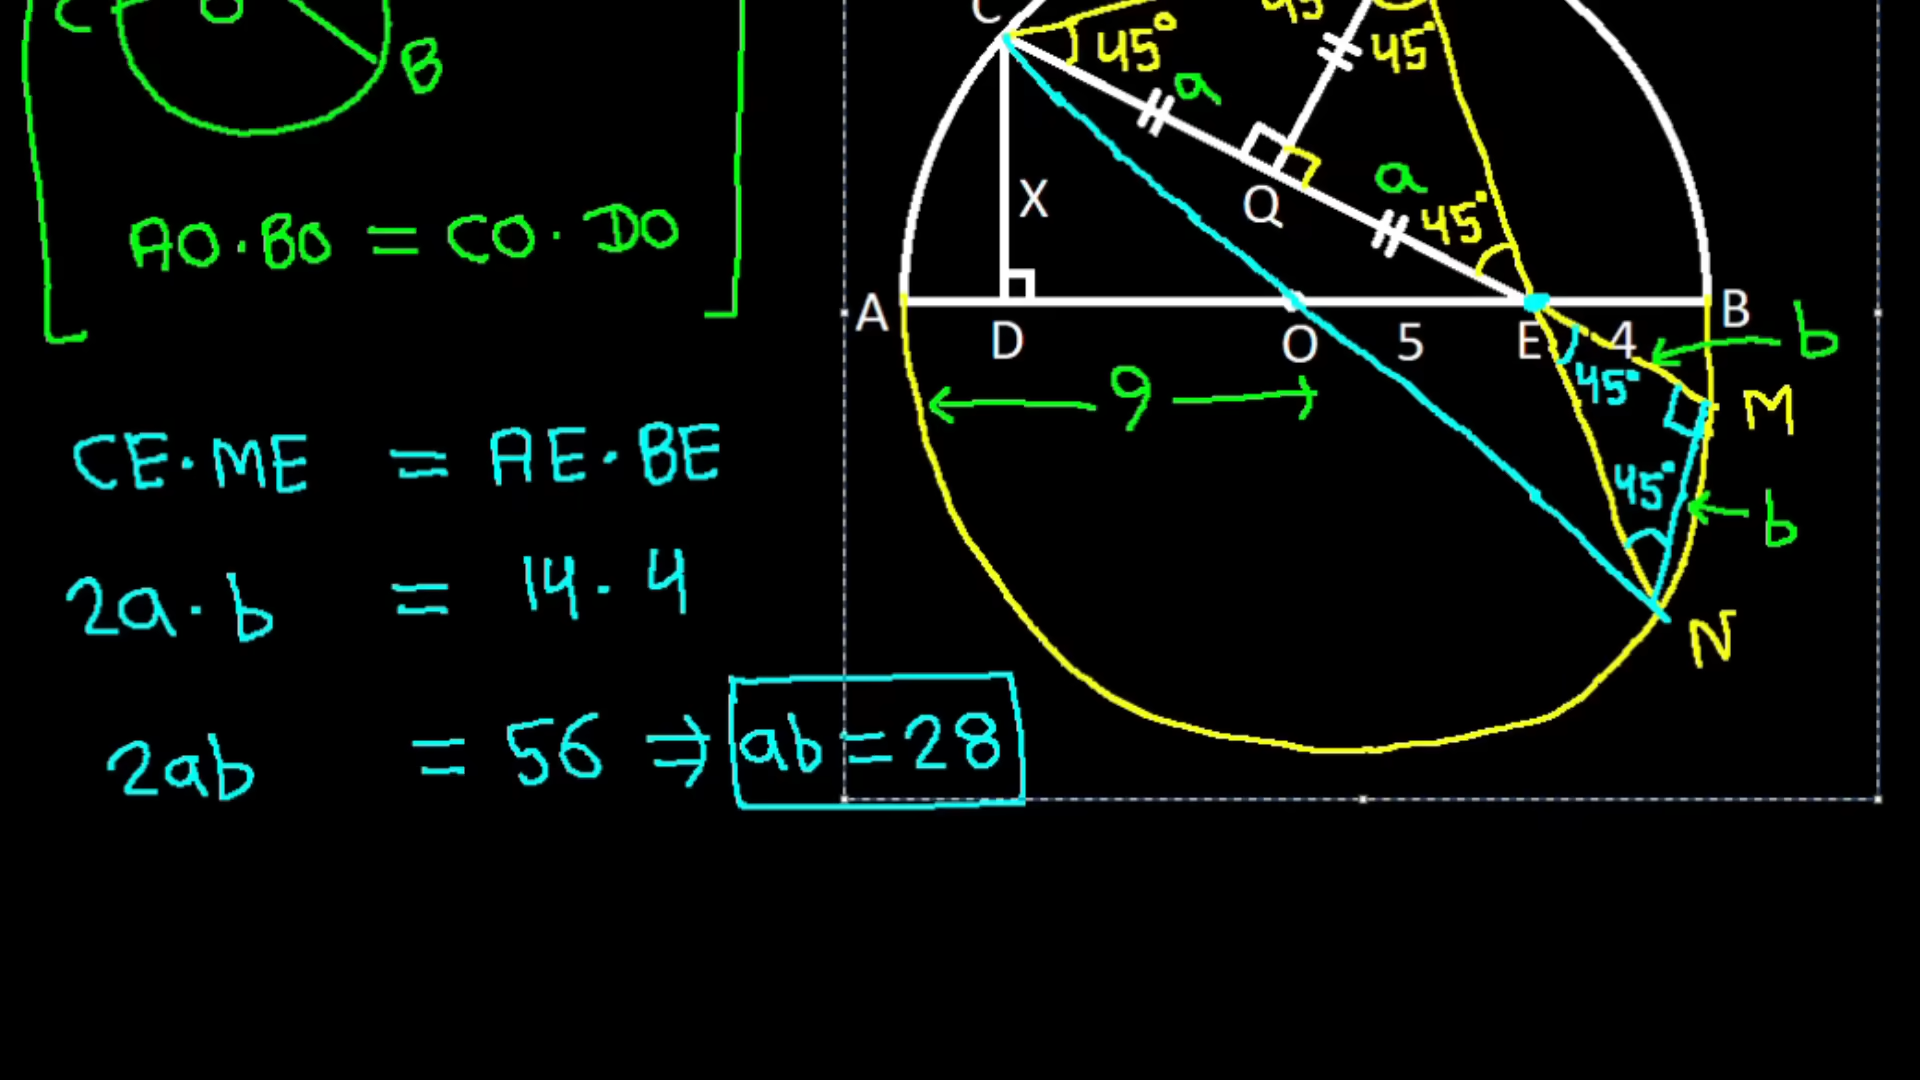 C
B
AO·BO = CO·DO
CE·ME = AE·BE
2a·b = 14·4
2ab = 56 ⇒ ab = 28
C
45°
45
45°
a
X
Q
a
45°
A
D
O
5
E
4
B
b
9
45°
M
45°
b
N